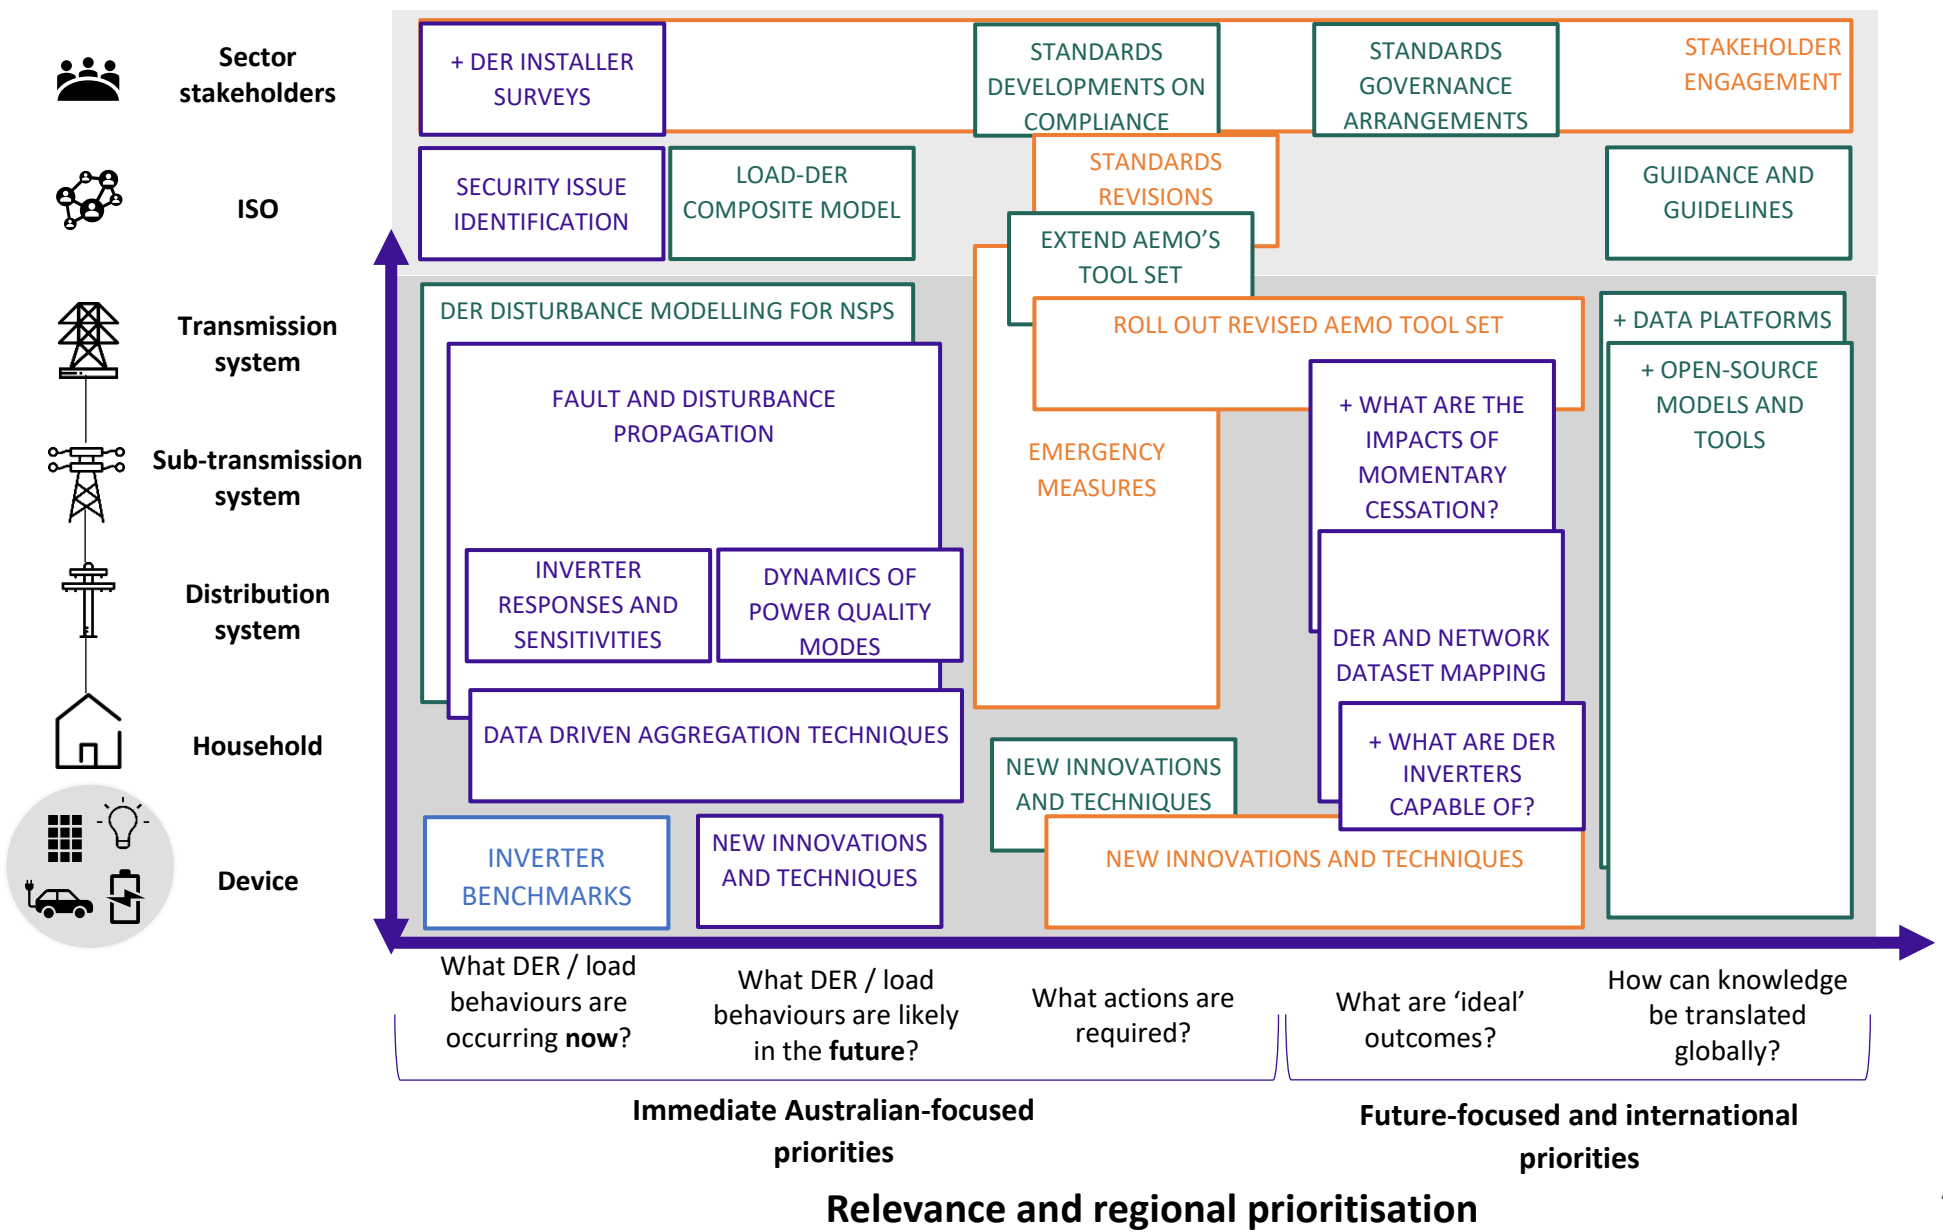 Sector
stakeholders
+ DER INSTALLER
SURVEYS
STANDARDS
DEVELOPMENTS ON
COMPLIANCE
STANDARDS
GOVERNANCE
ARRANGEMENTS
STAKEHOLDER
ENGAGEMENT
ISO
SECURITY ISSUE
IDENTIFICATION
LOAD-DER
COMPOSITE MODEL
STANDARDS
REVISIONS
GUIDANCE AND
GUIDELINES
EXTEND AEMO'S
TOOL SET
Transmission
system
DER DISTURBANCE MODELLING FOR NSPS
ROLL OUT REVISED AEMO TOOL SET
+ DATA PLATFORMS
FAULT AND DISTURBANCE
PROPAGATION
+ WHAT ARE THE
IMPACTS OF
MOMENTARY
CESSATION?
+ OPEN-SOURCE
MODELS AND
TOOLS
Sub-transmission
system
EMERGENCY
MEASURES
Distribution
system
INVERTER
RESPONSES AND
SENSITIVITIES
DYNAMICS OF
POWER QUALITY
MODES
DER AND NETWORK
DATASET MAPPING
Household
DATA DRIVEN AGGREGATION TECHNIQUES
NEW INNOVATIONS
AND TECHNIQUES
+ WHAT ARE DER
INVERTERS
CAPABLE OF?
Device
INVERTER
BENCHMARKS
NEW INNOVATIONS
AND TECHNIQUES
NEW INNOVATIONS AND TECHNIQUES
What DER / load
behaviours are
occurring now?
What DER / load
behaviours are likely
in the future?
What actions are
required?
What are ‘ideal’
outcomes?
How can knowledge
be translated
globally?
Immediate Australian-focused
priorities
Future-focused and international
priorities
Relevance and regional prioritisation